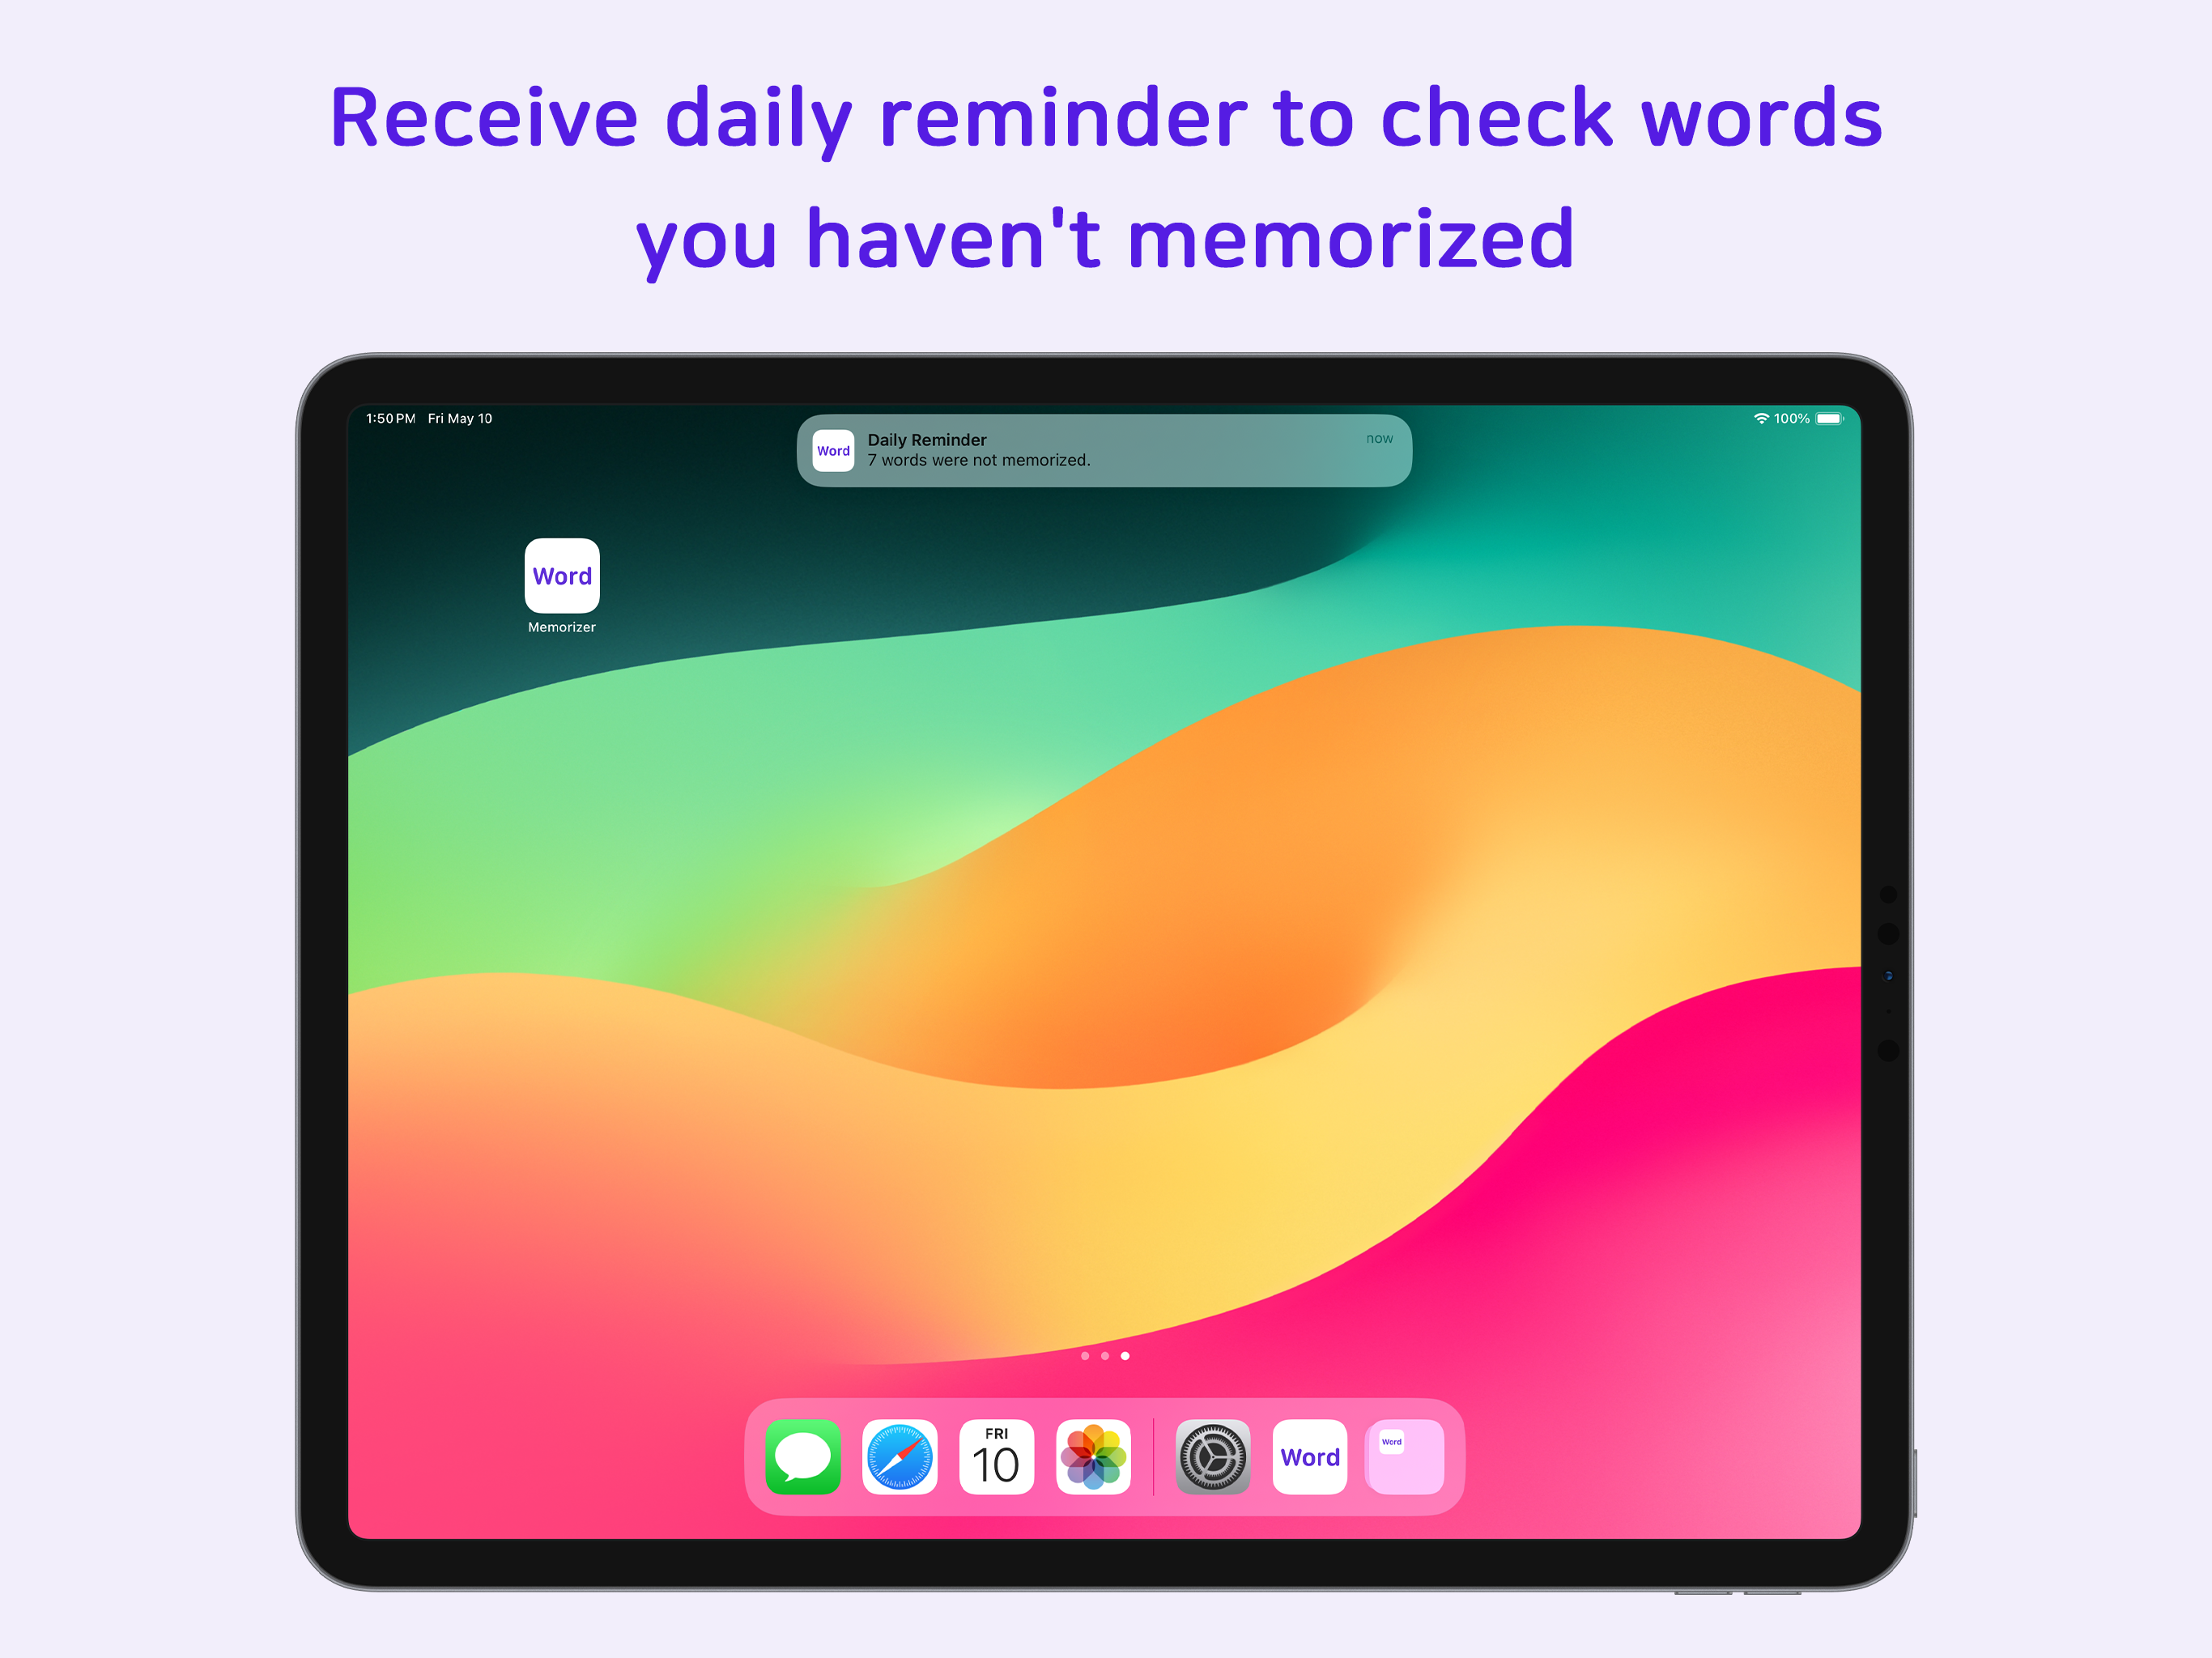 Receive daily reminder to check words
you haven't memorized
1:50 PM Fri May 10
100%
Word
Daily Reminder
now
7 words were not memorized.
Word
Memorizer
FRI
10
Word
Word